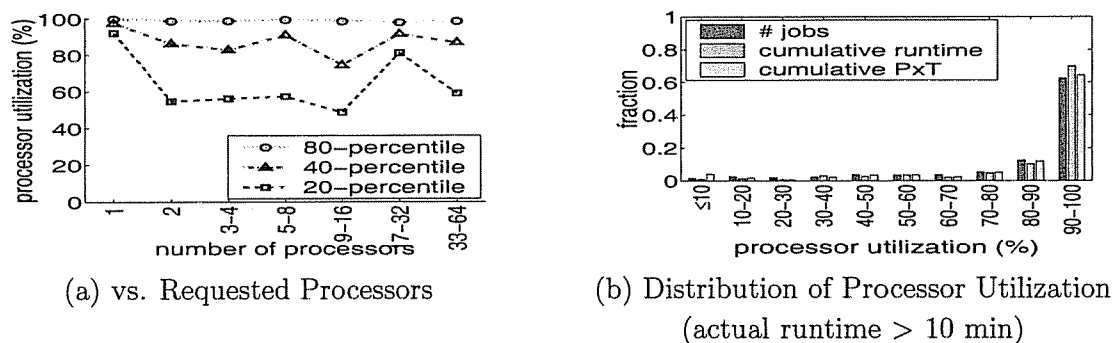 100
80
60
40
20
0
processor utilization (%)
80-percentile
40-percentile
20-percentile
1
2
3-4
5-8
9-16
17-32
33-64
number of processors
(a) vs. Requested Processors
1
0.8
0.6
0.4
0.2
0
fraction
# jobs
cumulative runtime
cumulative PxT
≤10
10-20
20-30
30-40
40-50
50-60
60-70
70-80
80-90
90-100
processor utilization (%)
(b) Distribution of Processor Utilization
(actual runtime > 10 min)